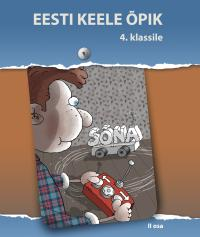 EESTI KEELE ÕPIK
4. klassile
SÕNA
II osa